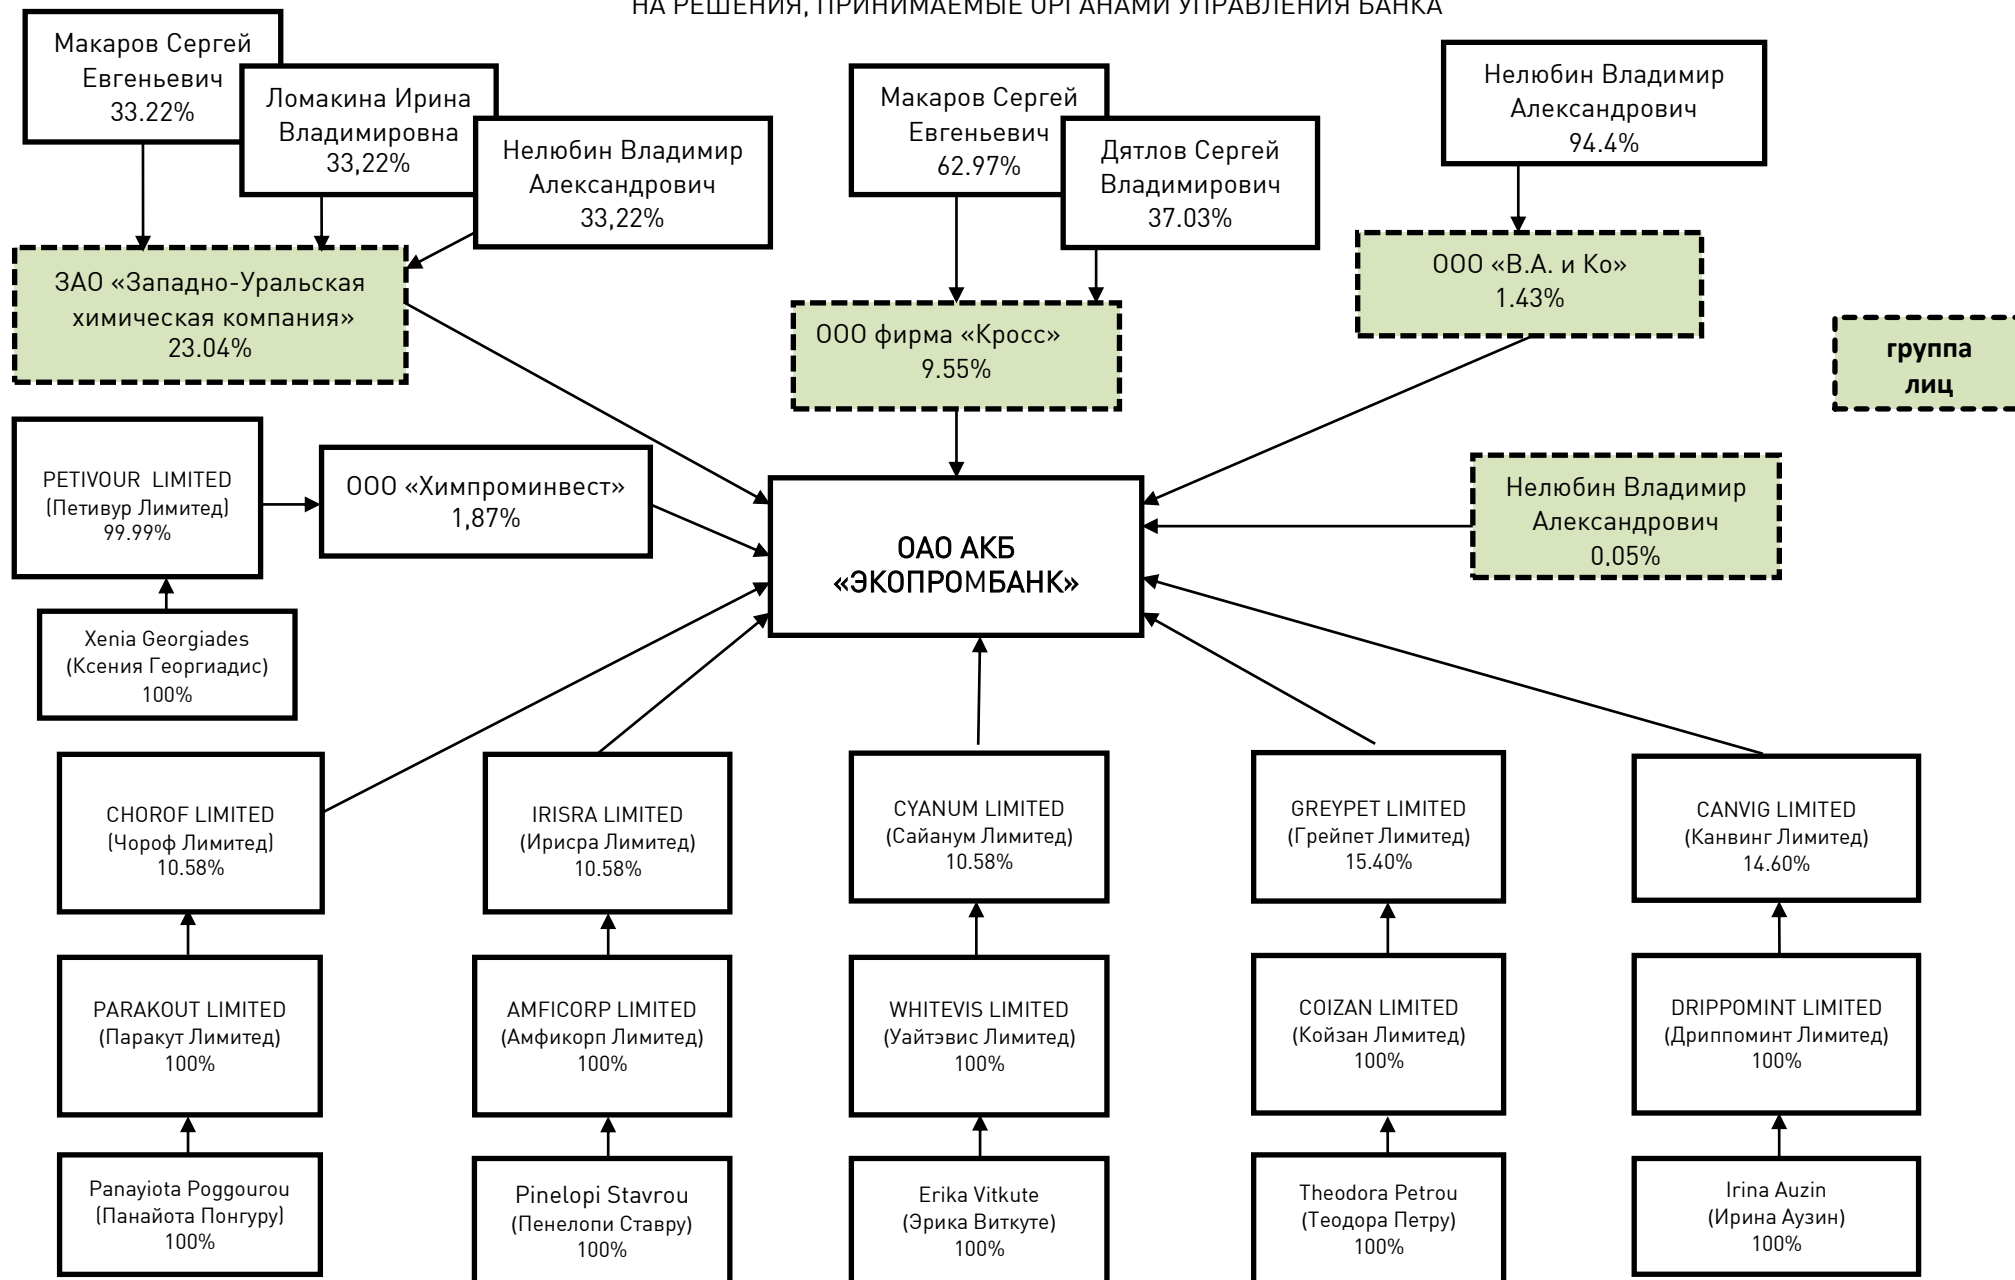 НА РЕШЕНИЯ, ПРИНИМАЕМЫЕ ОРГАНАМИ УПРАВЛЕНИЯ БАНКА
Макаров Сергей
Евгеньевич
33.22%
Ломакина Ирина
Владимировна
33,22%
Нелюбин Владимир
Александрович
33,22%
Макаров Сергей
Евгеньевич
62.97%
Дятлов Сергей
Владимирович
37.03%
Нелюбин Владимир
Александрович
94.4%
ЗАО «Западно-Уральская
химическая компания»
23.04%
ООО фирма «Кросс»
9.55%
ООО «В.А. и Ко»
1.43%
группа
лиц
PETIVOUR LIMITED
(Петивур Лимитед)
99.99%
ООО «Химпроминвест»
1,87%
ОАО АКБ
«ЭКОПРОМБАНК»
Нелюбин Владимир
Александрович
0,05%
Xenia Georgiades
(Ксения Георгиадис)
100%
CHOROF LIMITED
(Чороф Лимитед)
10.58%
IRISRA LIMITED
(Ирисра Лимитед)
10.58%
CYANUM LIMITED
(Сайанум Лимитед)
10.58%
GREYPET LIMITED
(Грейпет Лимитед)
15.40%
CANVIG LIMITED
(Канвинг Лимитед)
14.60%
PARAKOUT LIMITED
(Паракут Лимитед)
100%
AMFICORP LIMITED
(Амфикорп Лимитед)
100%
WHITEVIS LIMITED
(Уайтэвис Лимитед)
100%
COIZAN LIMITED
(Койзан Лимитед)
100%
DRIPPOMINT LIMITED
(Дриппоминт Лимитед)
100%
Panayiota Poggourou
(Панайота Понгуру)
100%
Pinelopi Stavrou
(Пенелопи Ставру)
100%
Erika Vitkute
(Эрика Виткуте)
100%
Theodora Petrou
(Теодора Петру)
100%
Irina Auzin
(Ирина Аузин)
100%